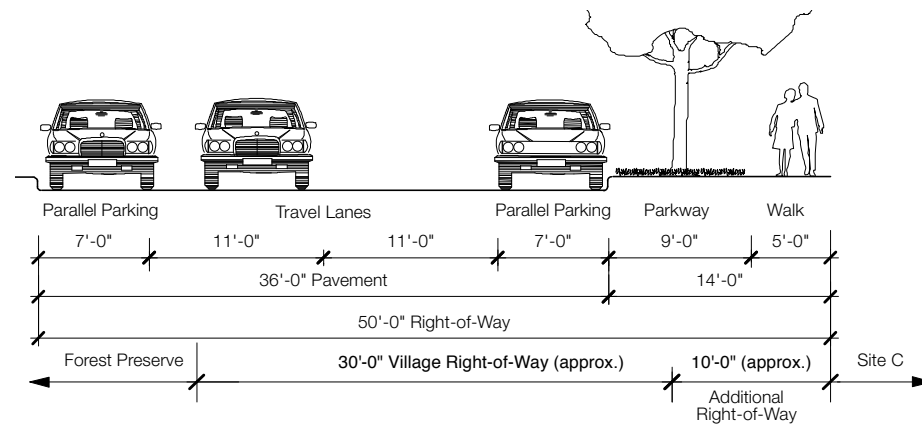 Parallel Parking Travel Lanes Parallel Parking Parkway Walk
7'-0" 11'-0" 11'-0" 7'-0" 9'-0" 5'-0"
36'-0" Pavement 14'-0"
50'-0" Right-of-Way
Forest Preserve 30'-0" Village Right-of-Way (approx.) 10'-0" (approx.) Site C
Additional
Right-of-Way